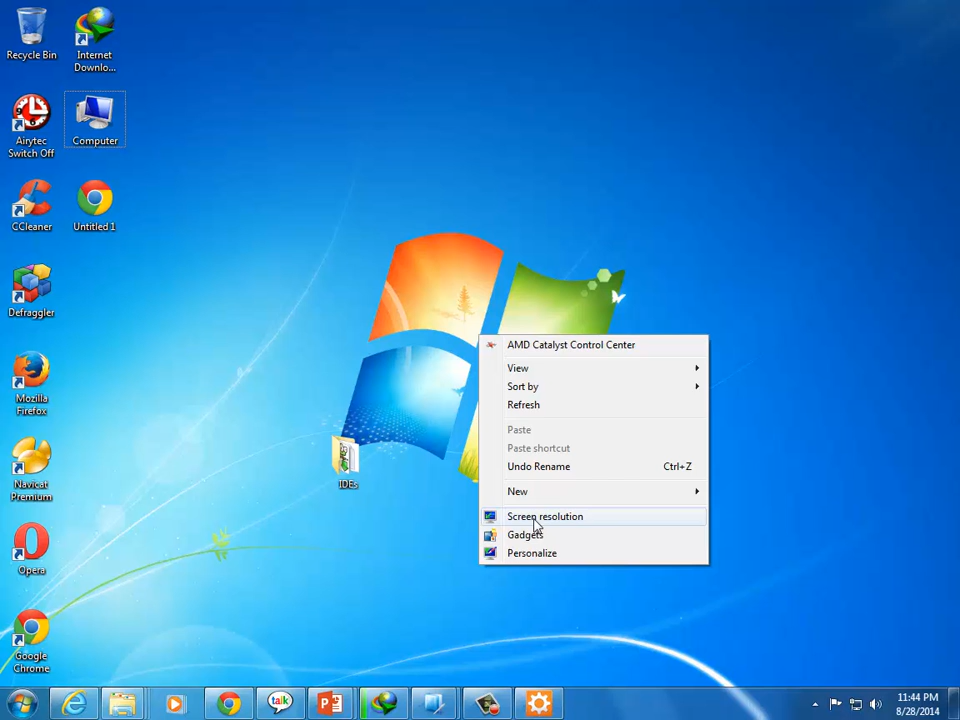 Recycle Bin
Internet
Downlo...
Airytec
Switch Off
Computer
CCleaner
Untitled 1
Defraggler
Mozilla
Firefox
Navicat
Premium
Opera
Google
Chrome
IDEs
AMD Catalyst Control Center
View
Sort by
Refresh
Paste
Paste shortcut
Undo Rename Ctrl+Z
New
Screen resolution
Gadgets
Personalize
talk
11:44 PM
8/28/2014